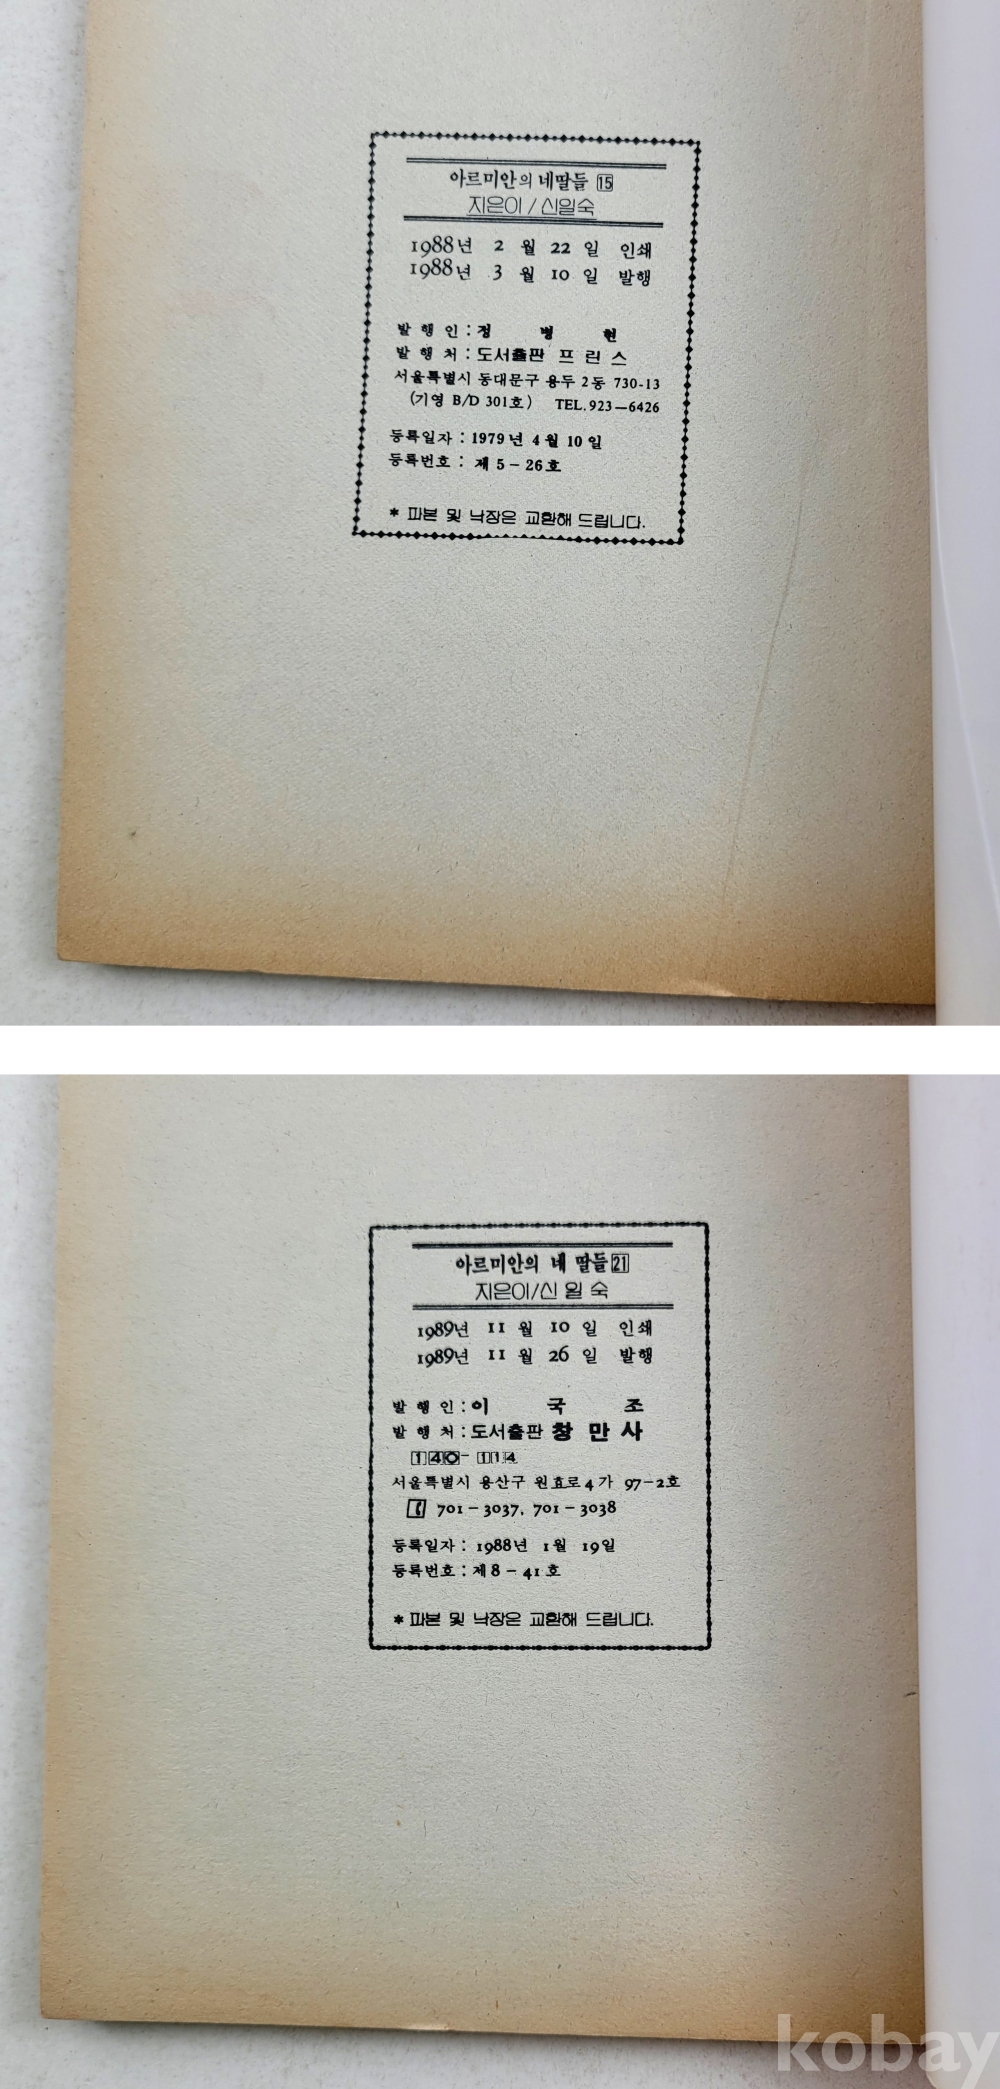 아르미안의 네딸들 15
지은이 / 신일숙
1988년 2 월 22 일 인쇄
1988년 3 월 10 일 발행
발 행 인 : 정 병 현
발 행 처 : 도서출판 프 린 스
서울특별시 동대문구 용두 2동 730-13
(기영 B/D 301호) TEL. 923-6426
등록일자 : 1979년 4월 10일
등록번호 : 제 5 - 26호
* 파본 및 낙장은 교환해 드립니다.
아르미안의 네 딸들 21
지은이/신 일 숙
1989년 11 월 10 일 인쇄
1989년 11 월 26 일 발행
발 행 인 : 이 국 조
발 행 처 : 도서출판 창 만 사
140- 114
서울특별시 용산구 원효로4가 97-2호
701-3037, 701-3038
등록일자 : 1988년 1월 19일
등록번호 : 제8 - 41호
* 파본 및 낙장은 교환해 드립니다.
kobay